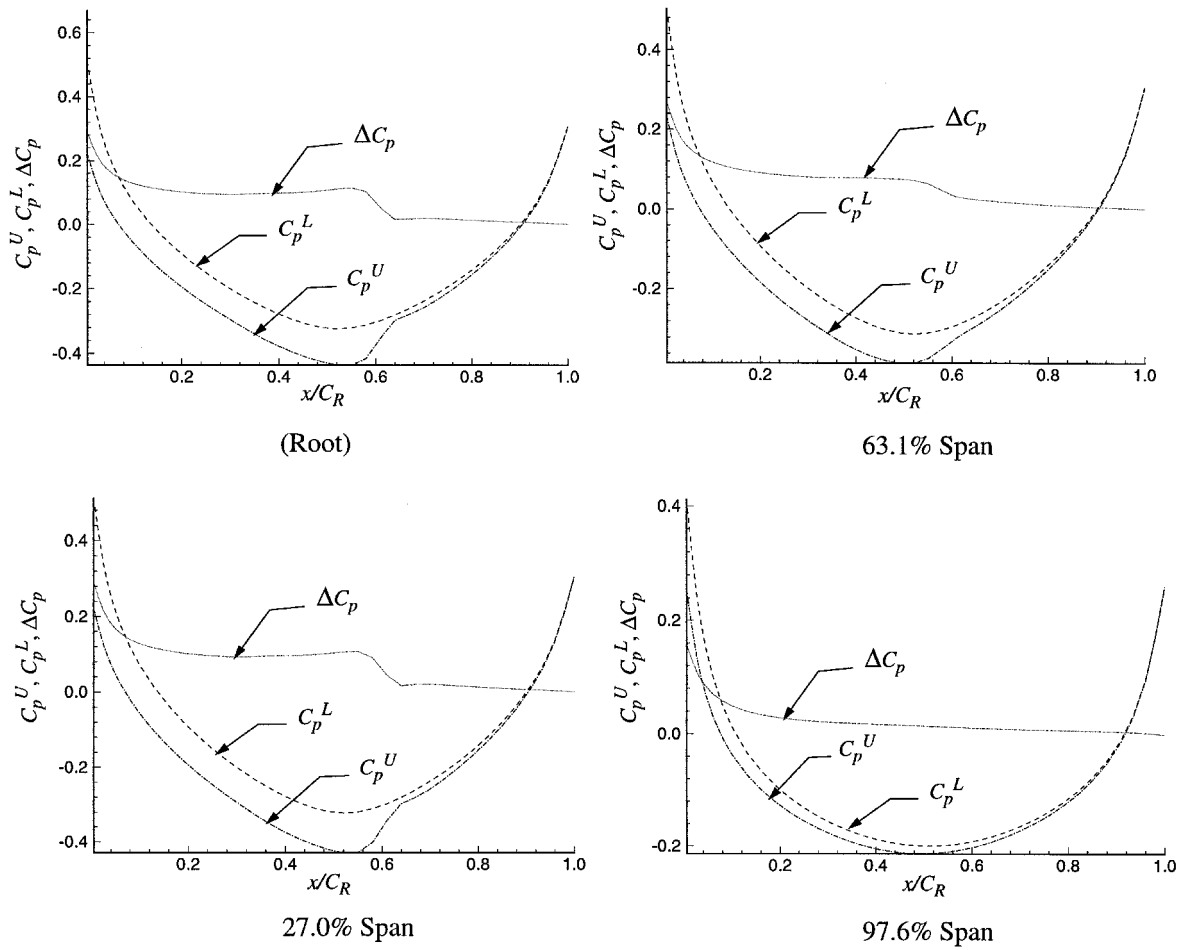 0.6
0.4
0.2
0.0
-0.2
-0.4
C_p^U, C_p^L, ΔC_p
ΔC_p
C_p^L
C_p^U
0.2 0.4 0.6 0.8 1.0
x/C_R
(Root)
0.4
0.2
0.0
-0.2
C_p^U, C_p^L, ΔC_p
ΔC_p
C_p^L
C_p^U
0.2 0.4 0.6 0.8 1.0
x/C_R
63.1% Span
0.4
0.2
0.0
-0.2
-0.4
C_p^U, C_p^L, ΔC_p
ΔC_p
C_p^L
C_p^U
0.2 0.4 0.6 0.8 1.0
x/C_R
27.0% Span
0.4
0.2
0.0
-0.2
C_p^U, C_p^L, ΔC_p
ΔC_p
C_p^U
C_p^L
0.2 0.4 0.6 0.8 1.0
x/C_R
97.6% Span